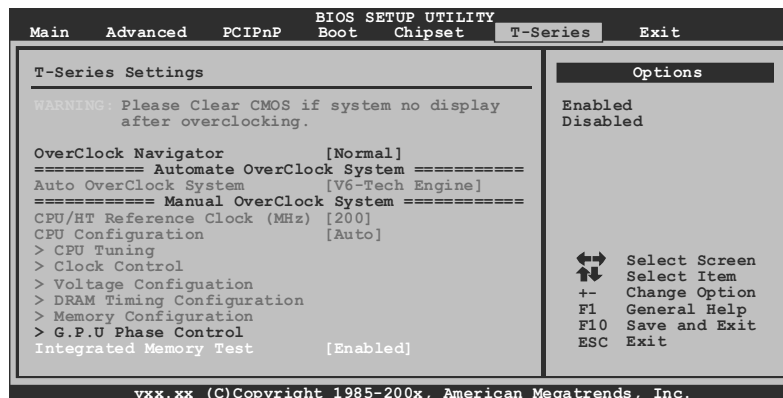 BIOS SETUP UTILITY
Main Advanced PCIPnP Boot Chipset T-Series Exit
T-Series Settings
WARNING: Please Clear CMOS if system no display
after overclocking.
OverClock Navigator [Normal]
=========== Automate OverClock System ===========
Auto OverClock System [V6-Tech Engine]
============ Manual OverClock System ============
CPU/HT Reference Clock (MHz) [200]
CPU Configuration [Auto]
> CPU Tuning
> Clock Control
> Voltage Configuation
> DRAM Timing Configuration
> Memory Configuration
> G.P.U Phase Control
Integrated Memory Test [Enabled]
Options
Enabled
Disabled
Select Screen
Select Item
+- Change Option
F1 General Help
F10 Save and Exit
ESC Exit
vxx.xx (C)Copyright 1985-200x, American Megatrends, Inc.